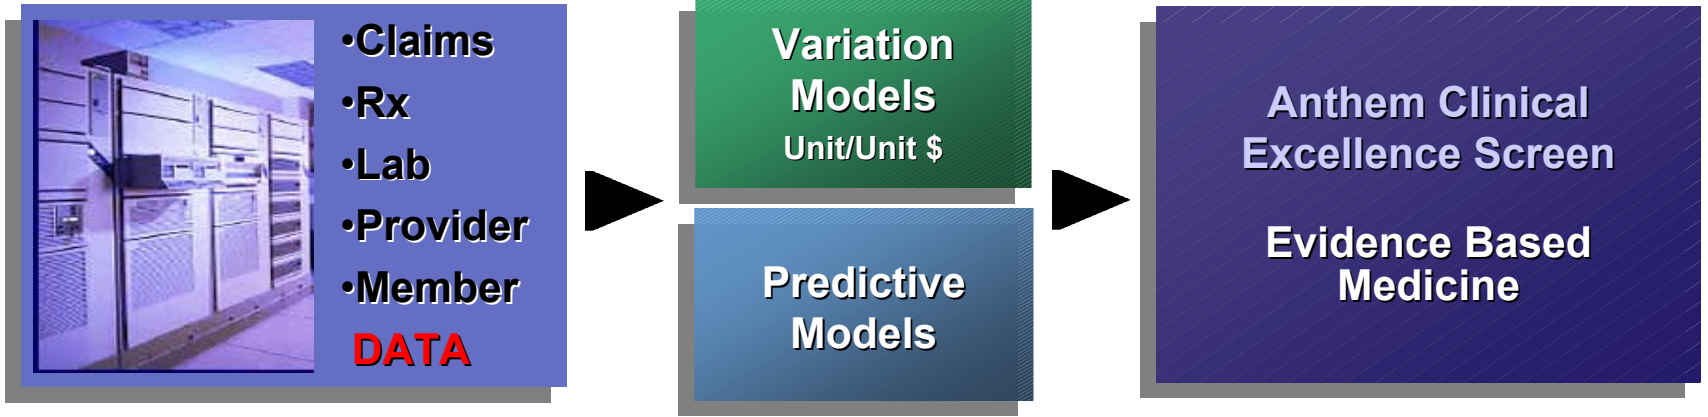 •Claims
•Rx
•Lab
•Provider
•Member
DATA
Variation
Models
Unit/Unit $
Predictive
Models
Anthem Clinical
Excellence Screen
Evidence Based
Medicine